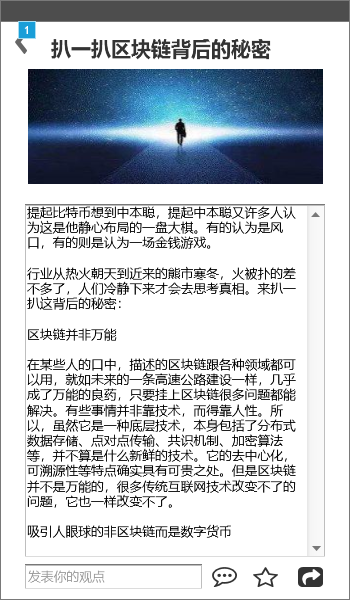 1
扒一扒区块链背后的秘密
提起比特币想到中本聪，提起中本聪又许多人认
为这是他静心布局的一盘大棋。有的认为是风
口，有的则是认为一场金钱游戏。
行业从热火朝天到近来的熊市寒冬，火被扑的差
不多了，人们冷静下来才会去思考真相。来扒一
扒这背后的秘密：
区块链并非万能
在某些人的口中，描述的区块链跟各种领域都可
以用，就如未来的一条高速公路建设一样，几乎
成了万能的良药，只要挂上区块链很多问题都能
解决。有些事情并非靠技术，而得靠人性。所
以，虽然它是一种底层技术，本身包括了分布式
数据存储、点对点传输、共识机制、加密算法
等，并不算是什么新鲜的技术。它的去中心化，
可溯源性等特点确实具有可贵之处。但是区块链
并不是万能的，很多传统互联网技术改变不了的
问题，它也一样改变不了。
吸引人眼球的非区块链而是数字货币
发表你的观点